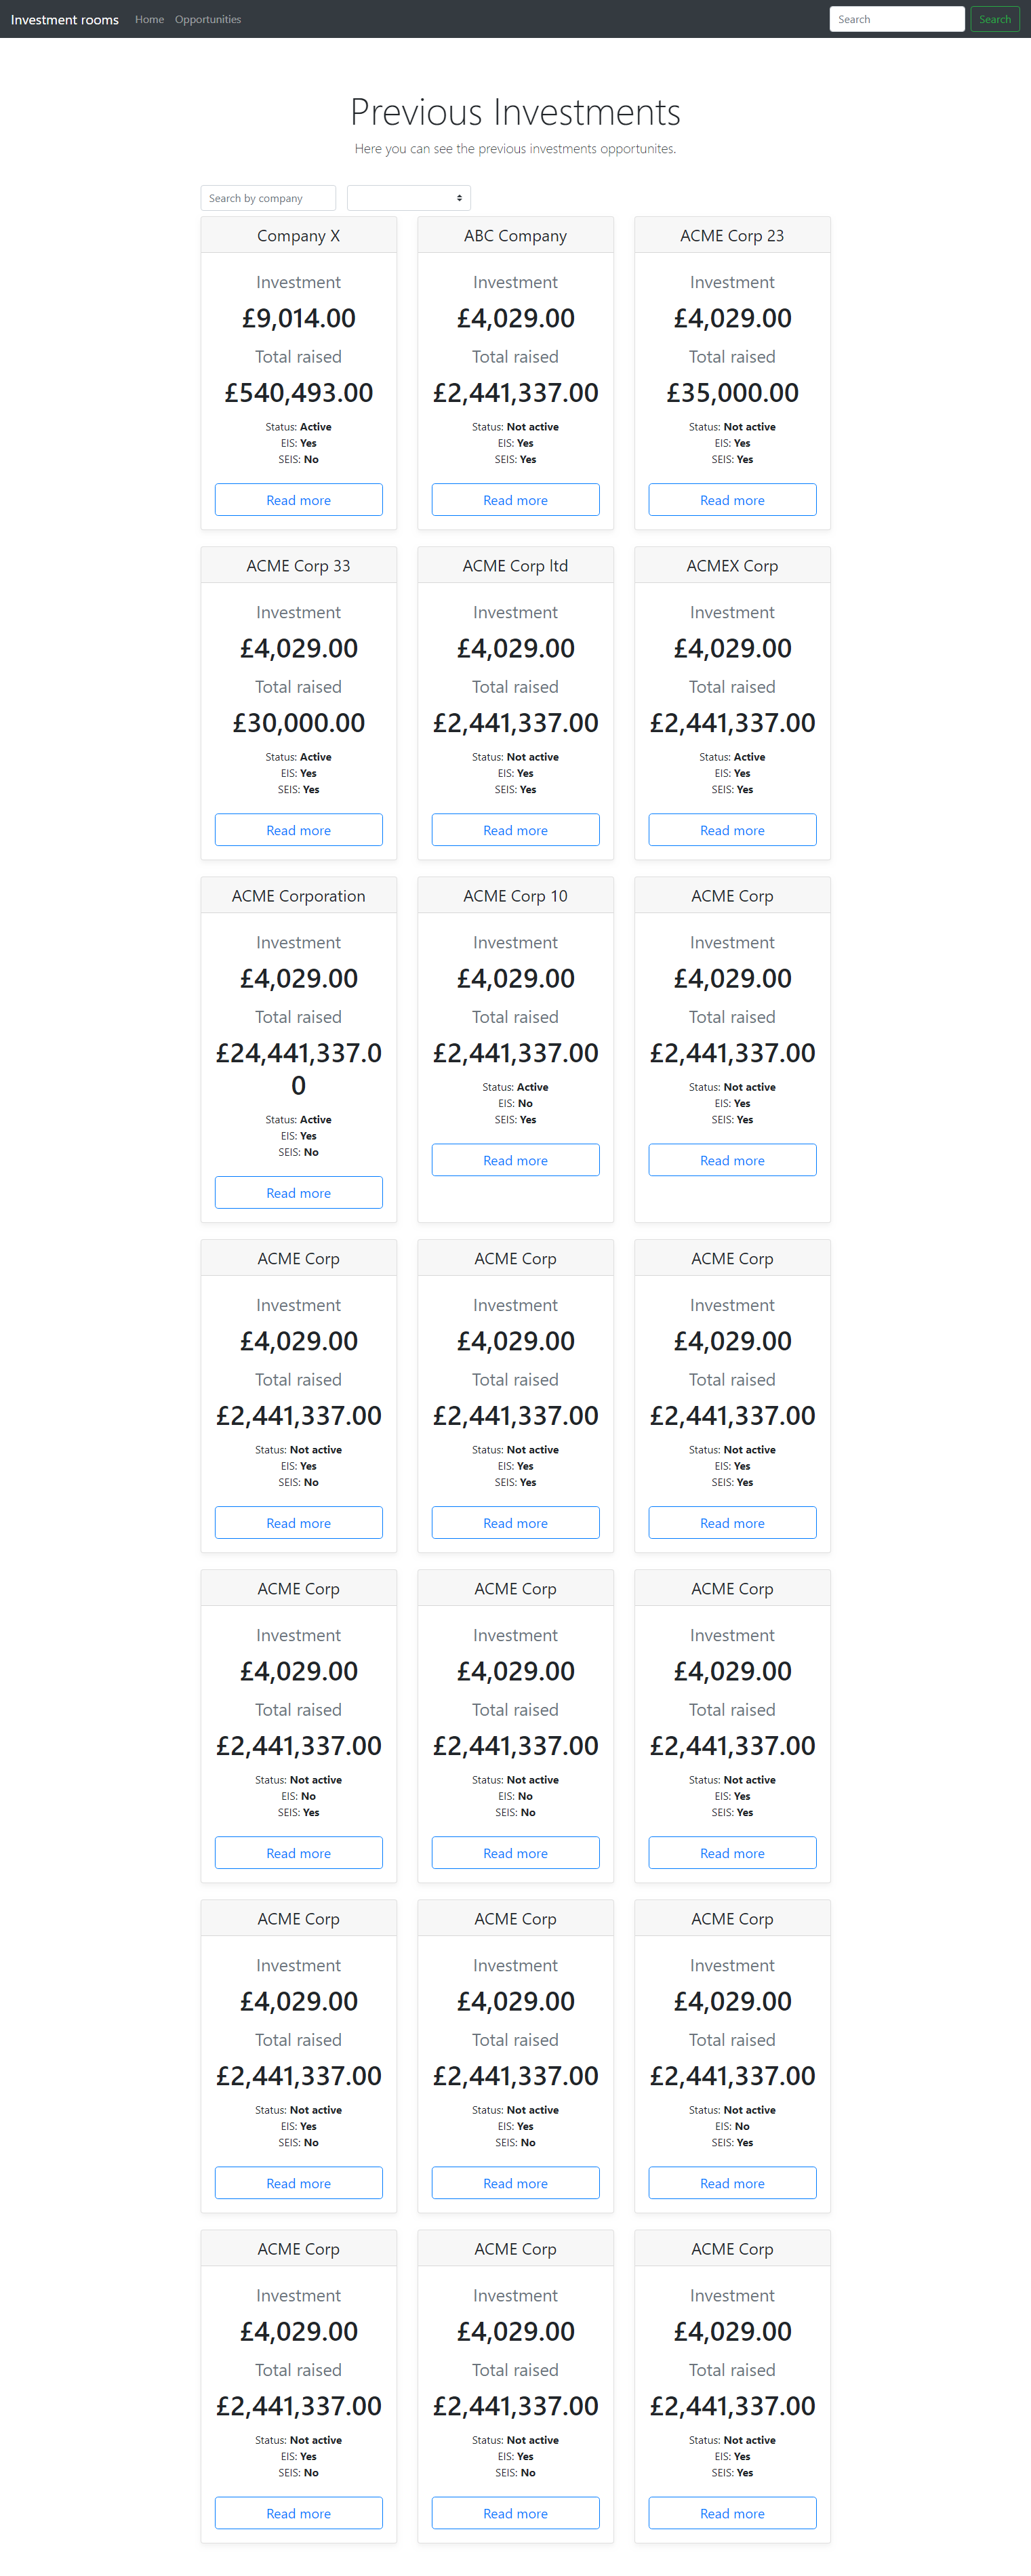 Investment rooms Home Opportunities Search Search
Previous Investments
Here you can see the previous investments opportunites.
Search by company
Company X
Investment
£9,014.00
Total raised
£540,493.00
Status: Active
EIS: Yes
SEIS: No
Read more
ABC Company
Investment
£4,029.00
Total raised
£2,441,337.00
Status: Not active
EIS: Yes
SEIS: Yes
Read more
ACME Corp 23
Investment
£4,029.00
Total raised
£35,000.00
Status: Not active
EIS: Yes
SEIS: Yes
Read more
ACME Corp 33
Investment
£4,029.00
Total raised
£30,000.00
Status: Active
EIS: Yes
SEIS: Yes
Read more
ACME Corp ltd
Investment
£4,029.00
Total raised
£2,441,337.00
Status: Not active
EIS: Yes
SEIS: Yes
Read more
ACMEX Corp
Investment
£4,029.00
Total raised
£2,441,337.00
Status: Active
EIS: Yes
SEIS: Yes
Read more
ACME Corporation
Investment
£4,029.00
Total raised
£24,441,337.0
0
Status: Active
EIS: Yes
SEIS: No
Read more
ACME Corp 10
Investment
£4,029.00
Total raised
£2,441,337.00
Status: Active
EIS: No
SEIS: Yes
Read more
ACME Corp
Investment
£4,029.00
Total raised
£2,441,337.00
Status: Not active
EIS: Yes
SEIS: Yes
Read more
ACME Corp
Investment
£4,029.00
Total raised
£2,441,337.00
Status: Not active
EIS: Yes
SEIS: No
Read more
ACME Corp
Investment
£4,029.00
Total raised
£2,441,337.00
Status: Not active
EIS: Yes
SEIS: Yes
Read more
ACME Corp
Investment
£4,029.00
Total raised
£2,441,337.00
Status: Not active
EIS: Yes
SEIS: Yes
Read more
ACME Corp
Investment
£4,029.00
Total raised
£2,441,337.00
Status: Not active
EIS: No
SEIS: Yes
Read more
ACME Corp
Investment
£4,029.00
Total raised
£2,441,337.00
Status: Not active
EIS: No
SEIS: No
Read more
ACME Corp
Investment
£4,029.00
Total raised
£2,441,337.00
Status: Not active
EIS: Yes
SEIS: Yes
Read more
ACME Corp
Investment
£4,029.00
Total raised
£2,441,337.00
Status: Not active
EIS: Yes
SEIS: No
Read more
ACME Corp
Investment
£4,029.00
Total raised
£2,441,337.00
Status: Not active
EIS: Yes
SEIS: No
Read more
ACME Corp
Investment
£4,029.00
Total raised
£2,441,337.00
Status: Not active
EIS: No
SEIS: Yes
Read more
ACME Corp
Investment
£4,029.00
Total raised
£2,441,337.00
Status: Not active
EIS: Yes
SEIS: No
Read more
ACME Corp
Investment
£4,029.00
Total raised
£2,441,337.00
Status: Not active
EIS: Yes
SEIS: No
Read more
ACME Corp
Investment
£4,029.00
Total raised
£2,441,337.00
Status: Not active
EIS: Yes
SEIS: Yes
Read more